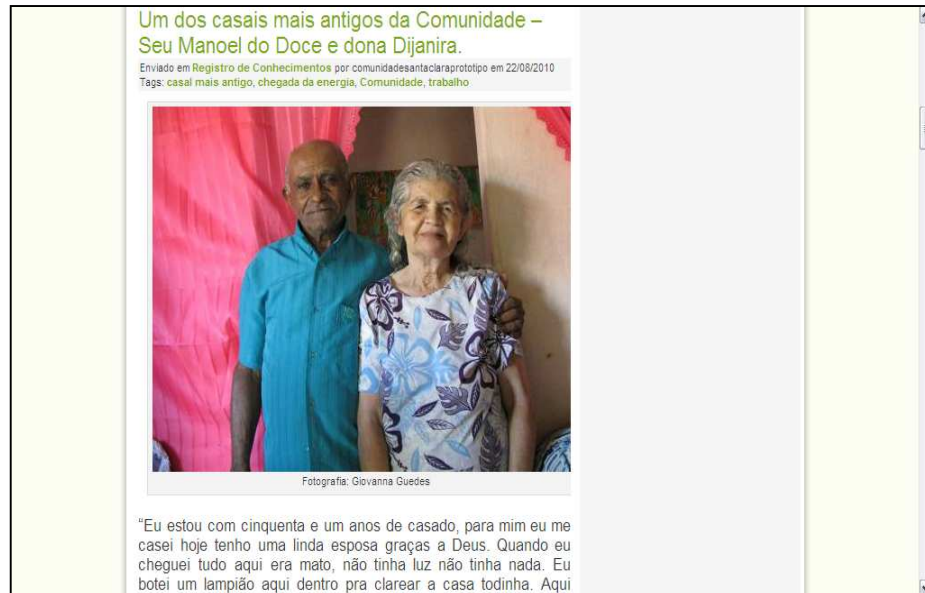 Um dos casais mais antigos da Comunidade –
Seu Manoel do Doce e dona Dijanira.
Enviado em Registro de Conhecimentos por comunidadesantaclaraprototipo em 22/08/2010
Tags: casal mais antigo, chegada da energia, Comunidade, trabalho
Fotografia: Giovanna Guedes
“Eu estou com cinquenta e um anos de casado, para mim eu me
casei hoje tenho uma linda esposa graças a Deus. Quando eu
cheguei tudo aqui era mato, não tinha luz não tinha nada. Eu
botei um lampião aqui dentro pra clarear a casa todinha. Aqui